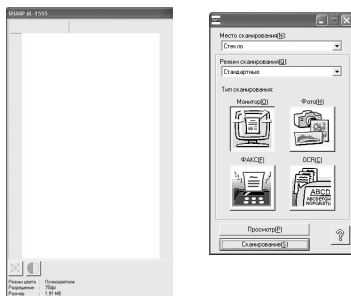 SHARP AL-1555
Режим цвета : Полноцветное
Разрешение : 75dpi
Размер : 1.91 MB
Место сканирования(N):
Стекло
Режим сканирования(Q):
Стандартные
Тип сканирования:
Монитор(O) Фото(H)
ФАКС(F) OCR(C)
ABCD
Просмотр(P)
Сканирование(S)